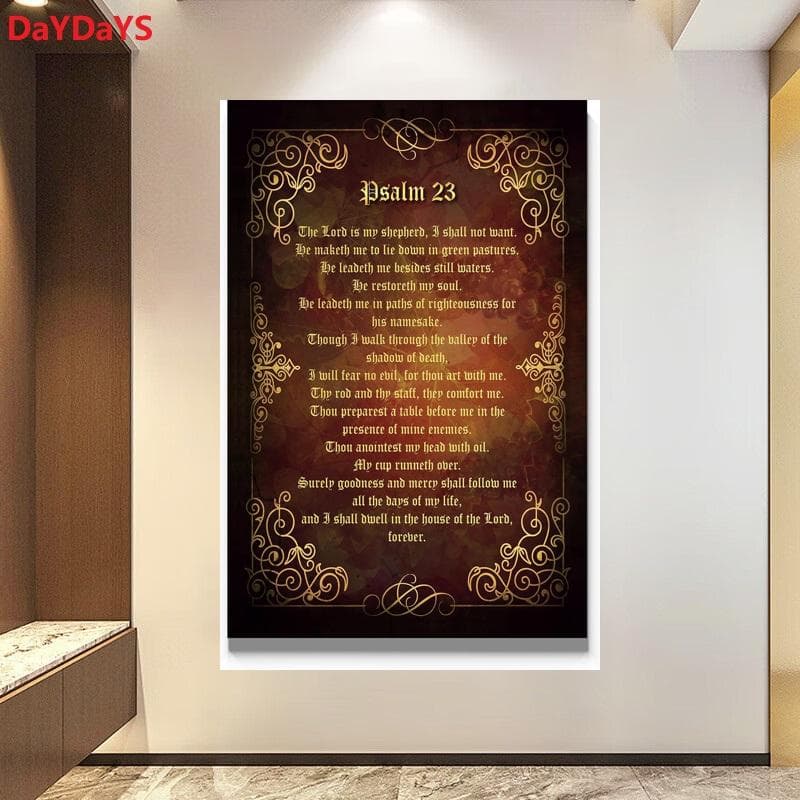 DaYDaYS
Psalm 23
The Lord is my shepherd, I shall not want.
He maketh me to lie down in green pastures,
He leadeth me besides still waters.
He restoreth my soul.
He leadeth me in paths of righteousness for
his namesake.
Though I walk through the valley of the
shadow of death,
I will fear no evil, for thou art with me.
Thy rod and thy staff, they comfort me.
Thou preparest a table before me in the
presence of mine enemies.
Thou anointest my head with oil.
My cup runneth over.
Surely goodness and mercy shall follow me
all the days of my life,
and I shall dwell in the house of the Lord,
forever.